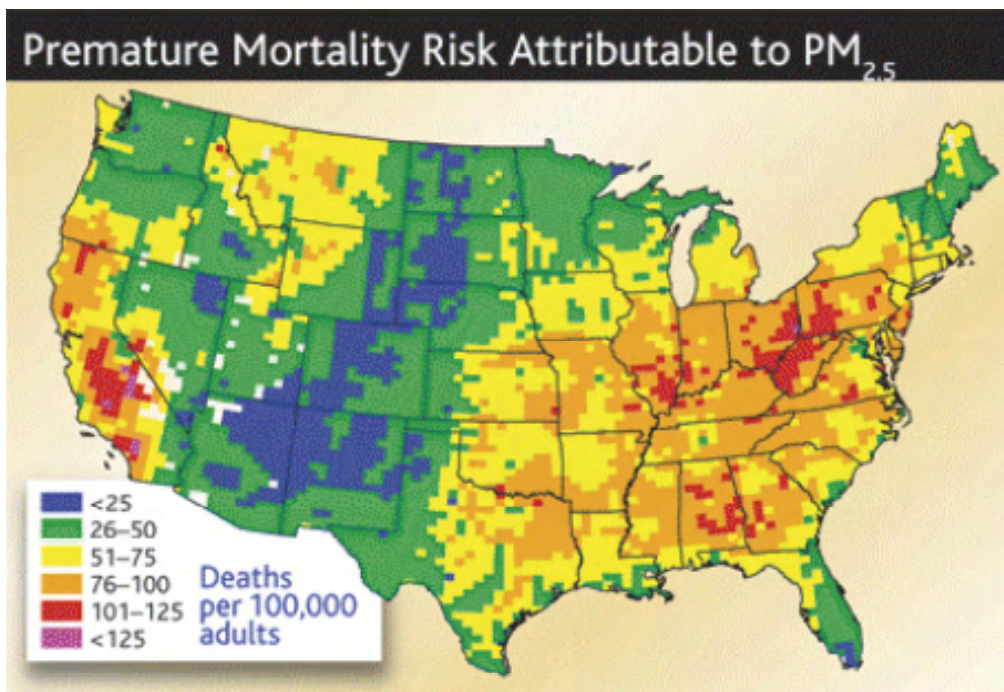 Premature Mortality Risk Attributable to PM2.5
<25
26–50
51–75
76–100
101–125
<125
Deaths
per 100,000
adults